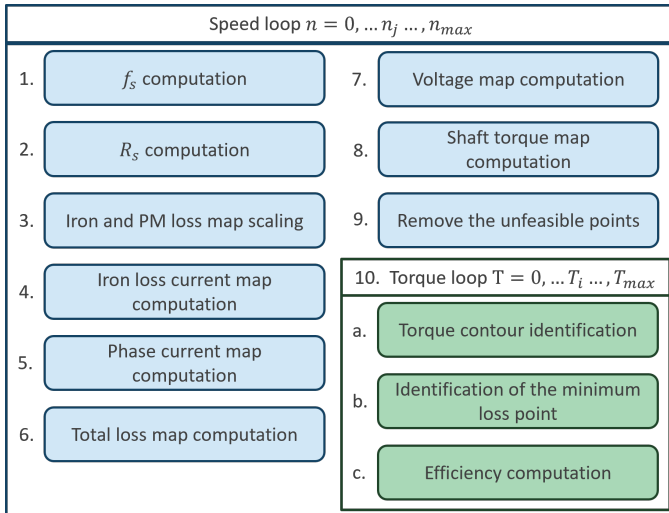 Speed loop n = 0, … n_j …, n_max
1. f_s computation
2. R_s computation
3. Iron and PM loss map scaling
4. Iron loss current map
computation
5. Phase current map
computation
6. Total loss map computation
7. Voltage map computation
8. Shaft torque map
computation
9. Remove the unfeasible points
10. Torque loop T = 0, … T_i …, T_max
a. Torque contour identification
b. Identification of the minimum
loss point
c. Efficiency computation